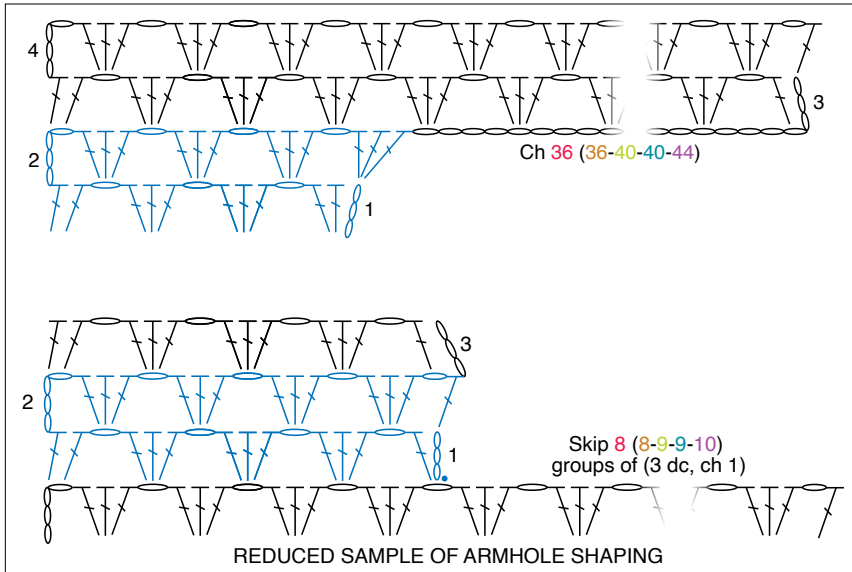 4
3
2
Ch 36 (36-40-40-44)
1
3
2
1
Skip 8 (8-9-9-10)
groups of (3 dc, ch 1)
REDUCED SAMPLE OF ARMHOLE SHAPING